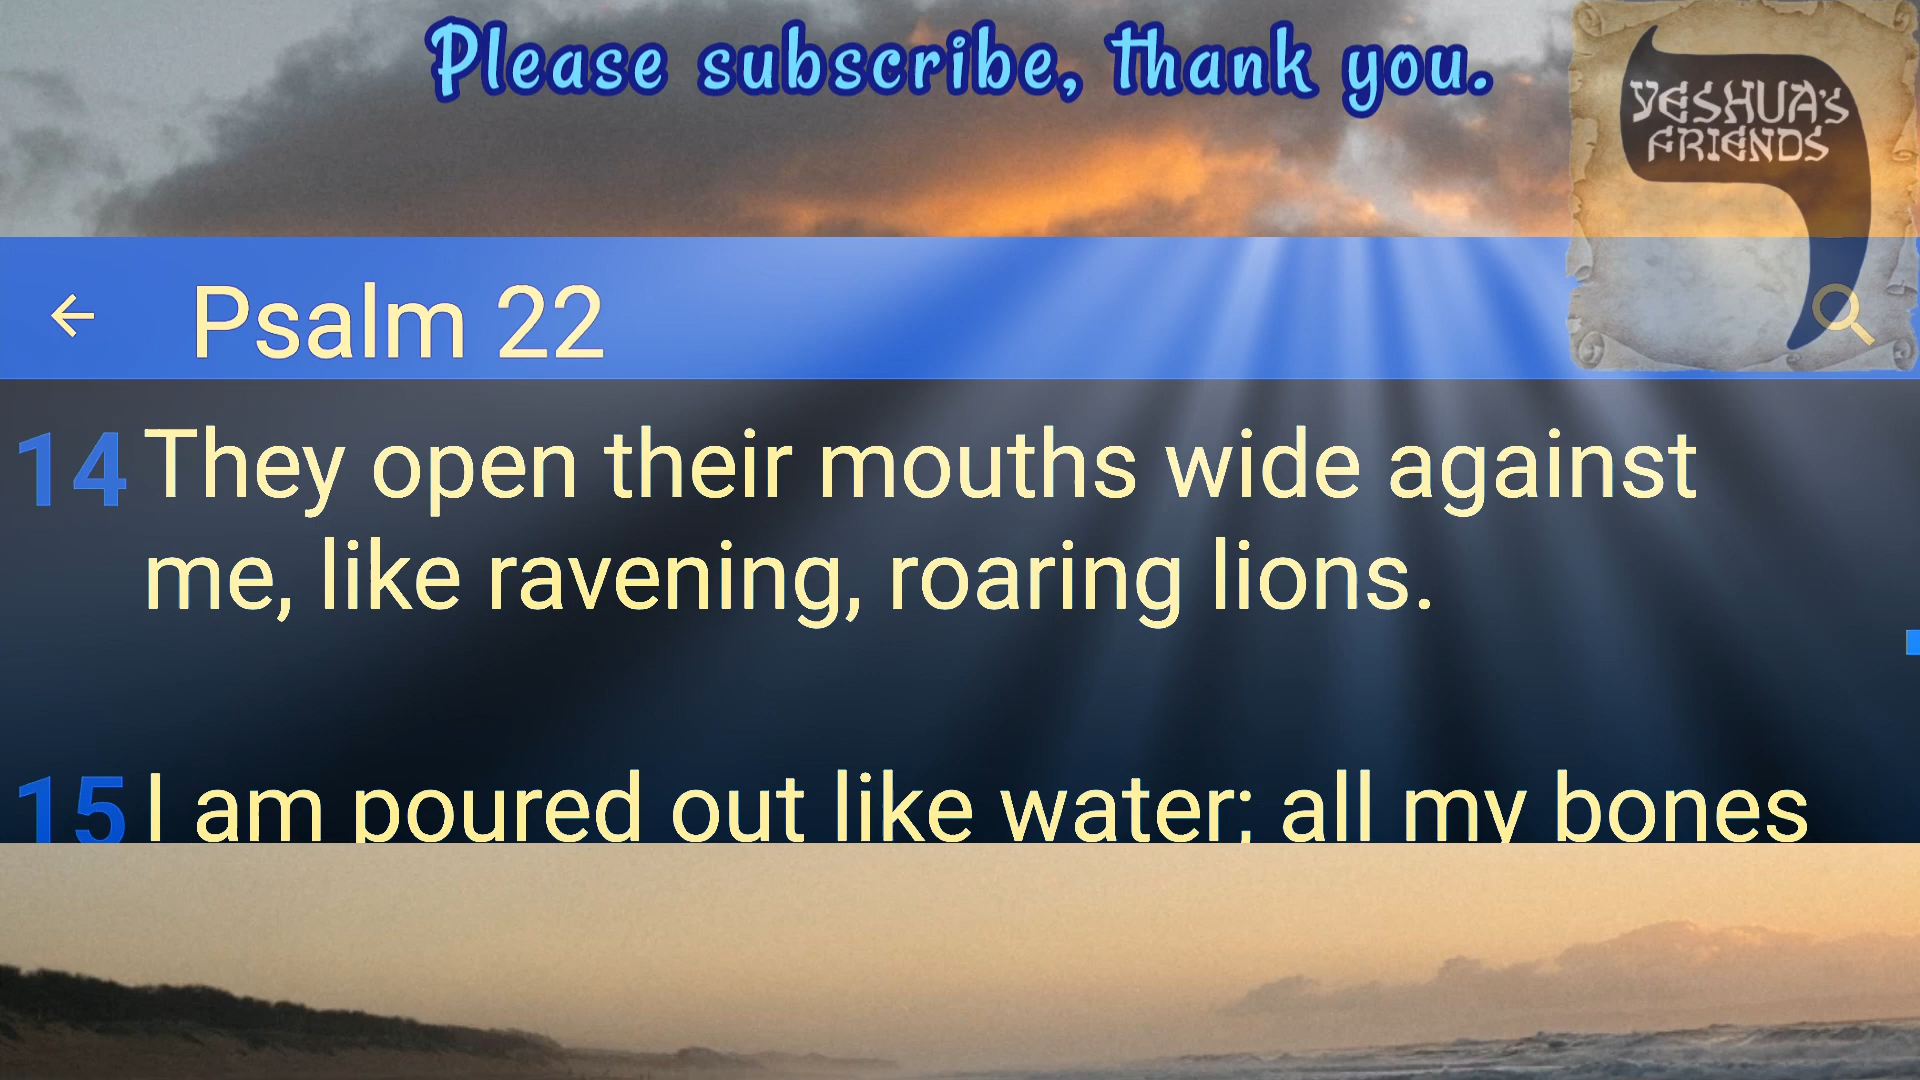 Please subscribe, thank you.
YESHUA'S
FRIENDS
Psalm 22
14 They open their mouths wide against
me, like ravening, roaring lions.
15 I am poured out like water; all my bones